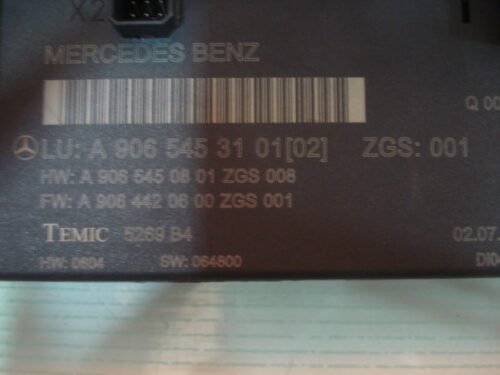 X2
MERCEDES BENZ
Q 00
LU: A 906 545 31 01[02] ZGS: 001
HW: A 906 545 08 01 ZGS 008
FW: A 906 442 06 00 ZGS 001
TEMIC 5269 B4 02.07.
HW: 0604 SW: 064800 DI04